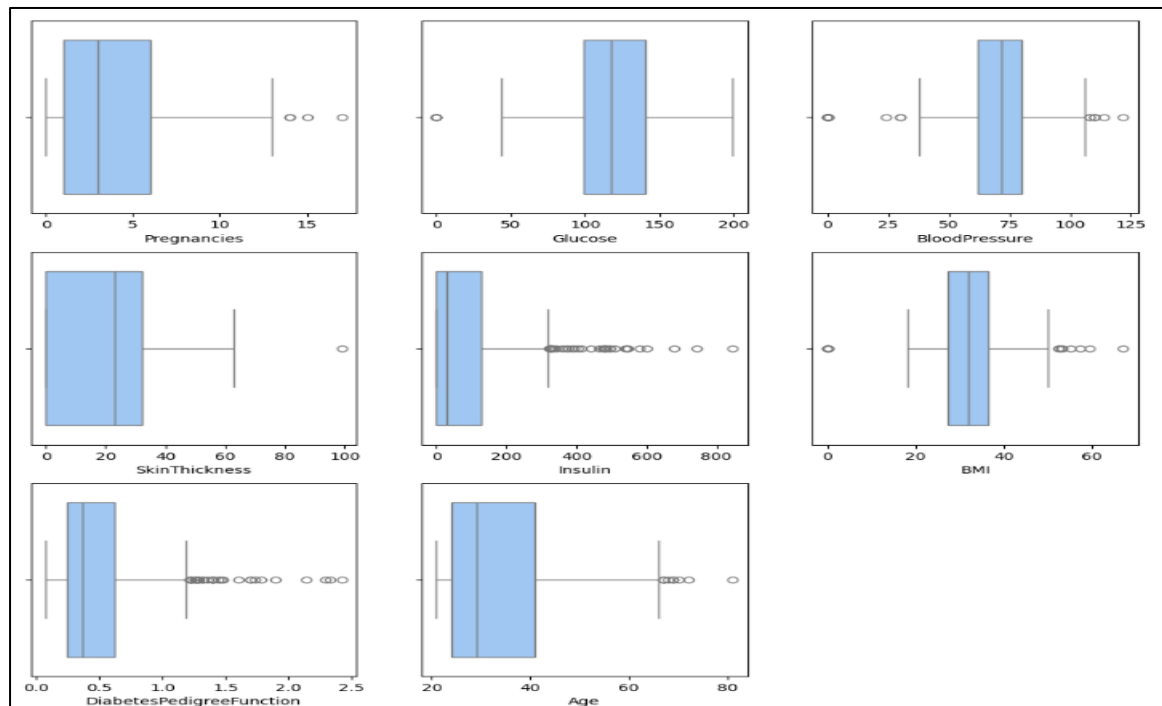 0 5 10 15
Pregnancies
0 50 100 150 200
Glucose
0 25 50 75 100 125
BloodPressure
0 20 40 60 80 100
SkinThickness
0 200 400 600 800
Insulin
0 20 40 60
BMI
0.0 0.5 1.0 1.5 2.0 2.5
DiabetesPedigreeFunction
20 40 60 80
Age